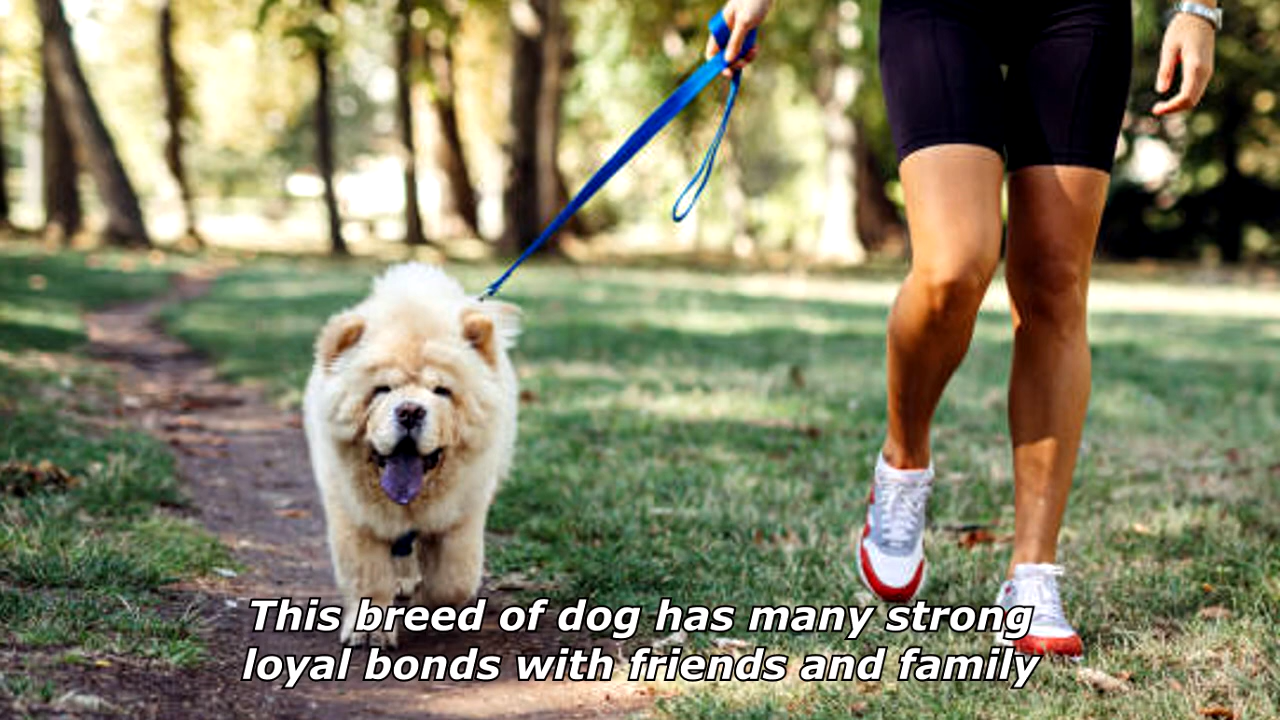 This breed of dog has many strong
loyal bonds with friends and family